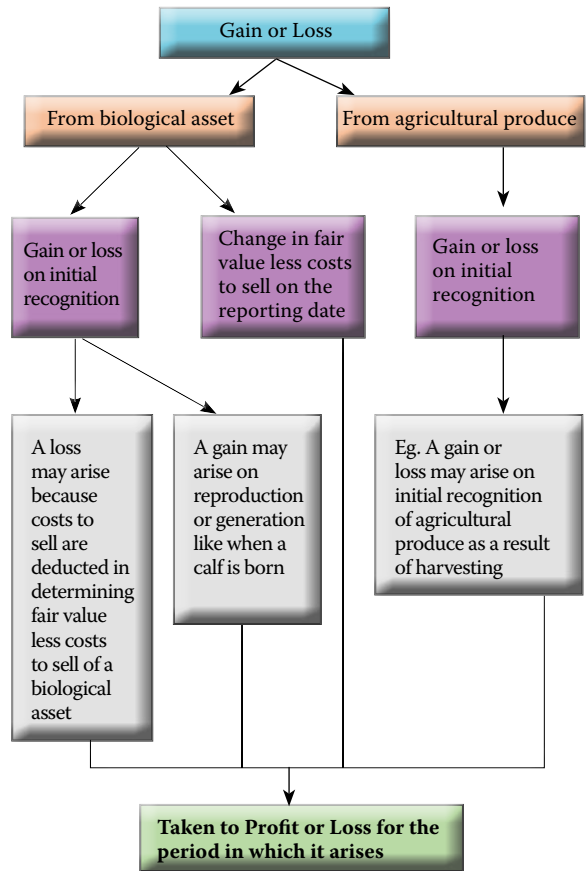 Gain or Loss
From biological asset
From agricultural produce
Gain or loss
on initial
recognition
Change in fair
value less costs
to sell on the
reporting date
Gain or loss
on initial
recognition
A loss
may arise
because
costs to
sell are
deducted in
determining
fair value
less costs
to sell of a
biological
asset
A gain may
arise on
reproduction
or generation
like when a
calf is born
Eg. A gain or
loss may arise on
initial recognition
of agricultural
produce as a result
of harvesting
Taken to Profit or Loss for the
period in which it arises